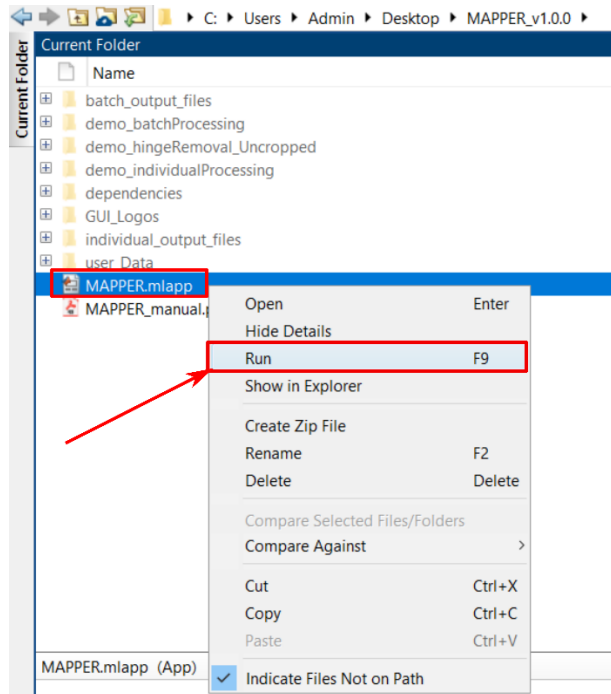 C: Users Admin Desktop MAPPER_v1.0.0
Current Folder
Current Folder
Name
batch_output_files
demo_batchProcessing
demo_hingeRemoval_Uncropped
demo_individualProcessing
dependencies
GUI_Logos
individual_output_files
user_Data
MAPPER.mlapp
MAPPER_manual.p
Open Enter
Hide Details
Run F9
Show in Explorer
Create Zip File
Rename F2
Delete Delete
Compare Selected Files/Folders
Compare Against
Cut Ctrl+X
Copy Ctrl+C
Paste Ctrl+V
Indicate Files Not on Path
MAPPER.mlapp (App)